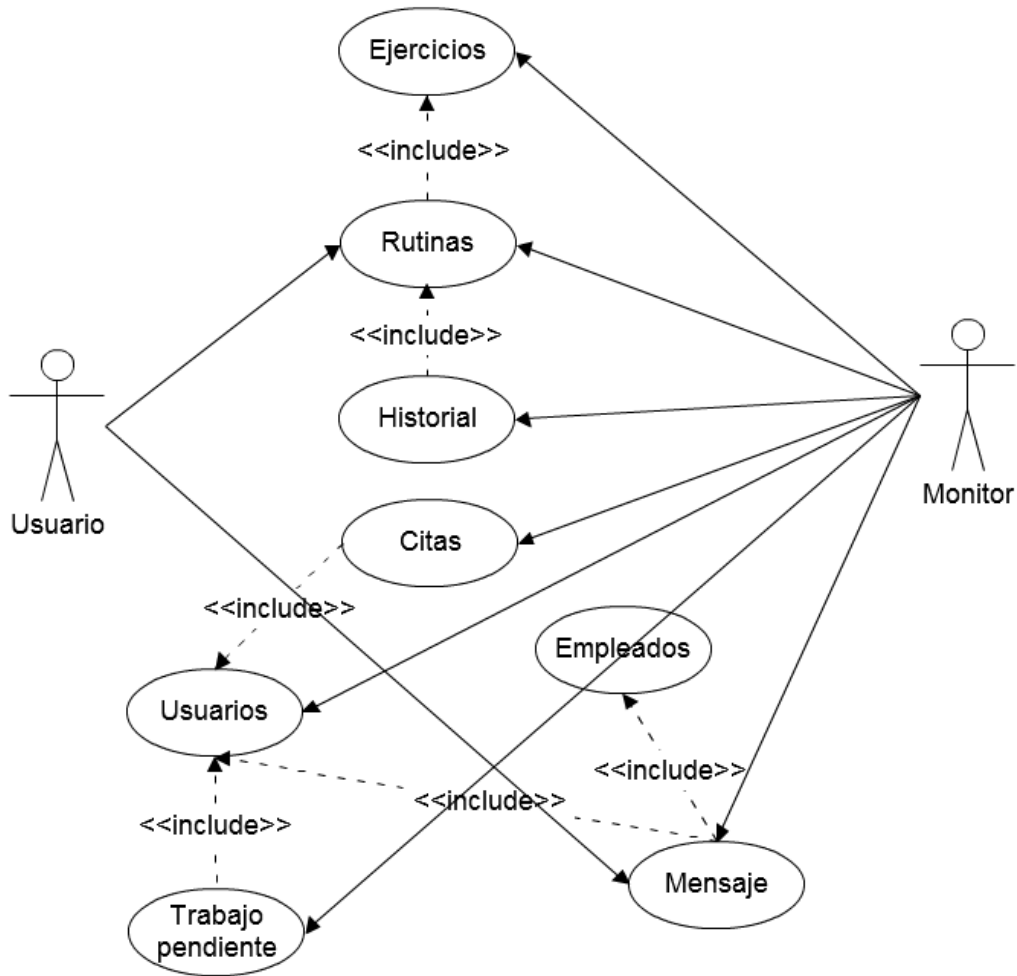 Ejercicios
<<include>>
Rutinas
<<include>>
Historial
Usuario
Monitor
Citas
<<include>>
Empleados
Usuarios
<<include>>
<<include>>
<<include>>
Mensaje
Trabajo
pendiente